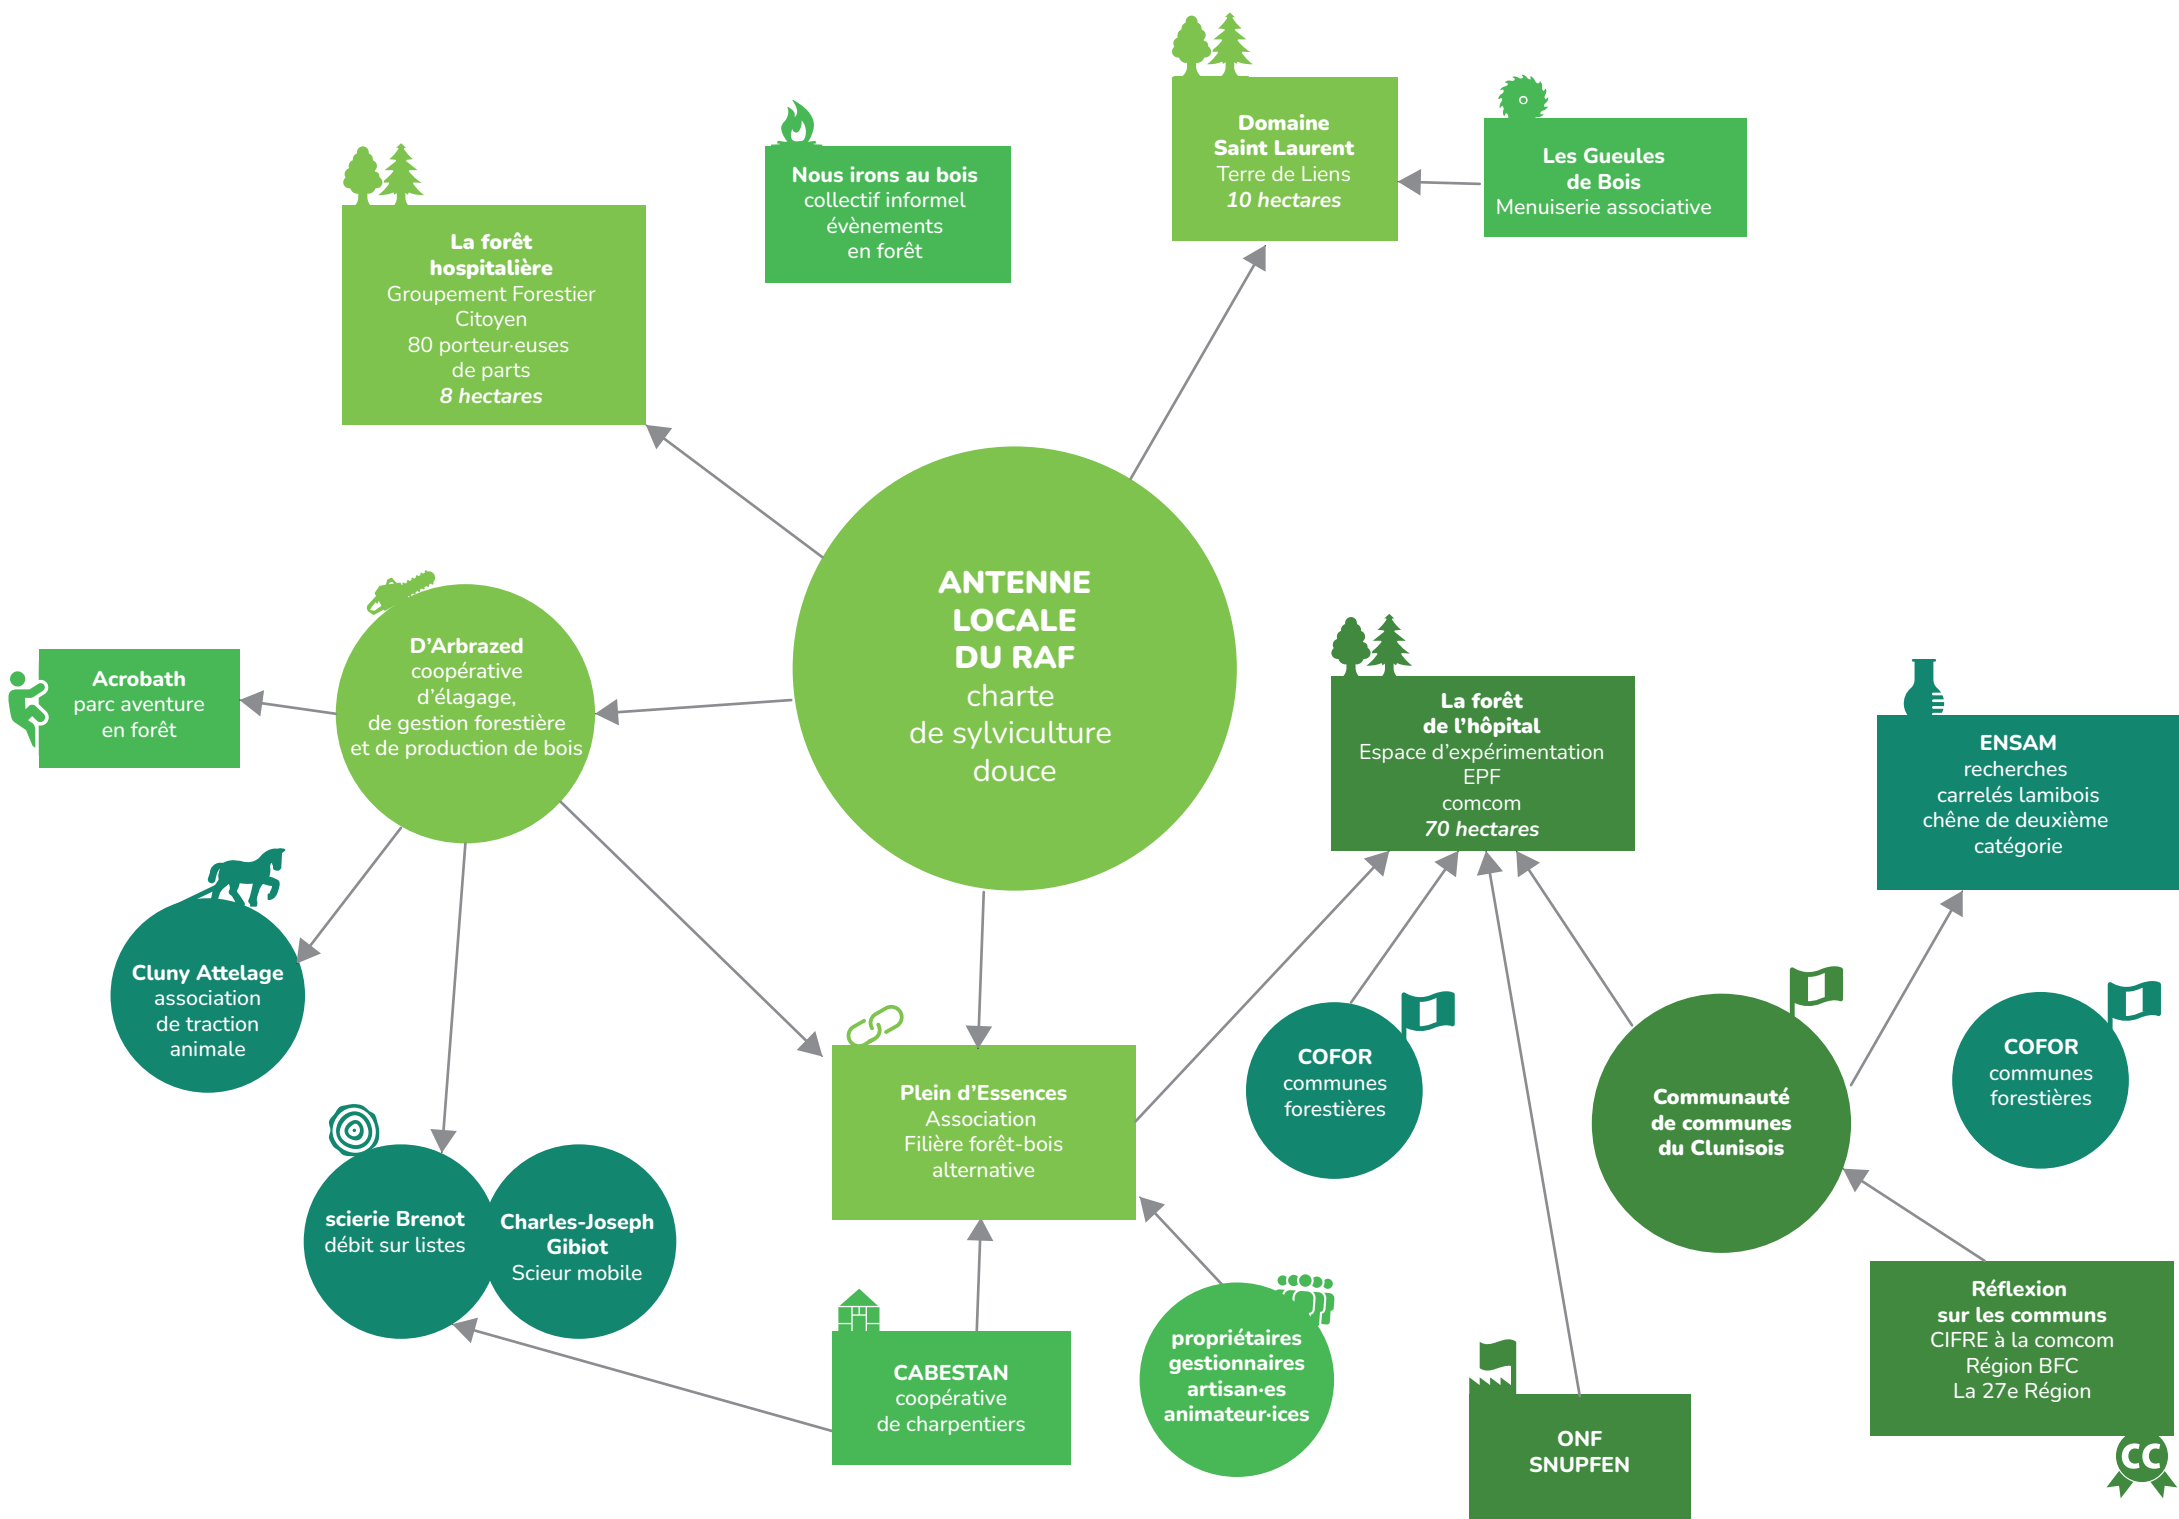 Domaine
Saint Laurent
Terre de Liens
10 hectares
Les Gueules
de Bois
Menuiserie associative
Nous irons au bois
collectif informel
évènements
en forêt
La forêt
hospitalière
Groupement Forestier
Citoyen
80 porteur·euses
de parts
8 hectares
ANTENNE
LOCALE
DU RAF
charte
de sylviculture
douce
D’Arbrazed
coopérative
d’élagage,
de gestion forestière
et de production de bois
Acrobath
parc aventure
en forêt
La forêt
de l’hôpital
Espace d’expérimentation
EPF
comcom
70 hectares
ENSAM
recherches
carrelés lamibois
chêne de deuxième
catégorie
Cluny Attelage
association
de traction
animale
Plein d’Essences
Association
Filière forêt-bois
alternative
COFOR
communes
forestières
Communauté
de communes
du Clunisois
COFOR
communes
forestières
scierie Brenot
débit sur listes
Charles-Joseph
Gibiot
Scieur mobile
CABESTAN
coopérative
de charpentiers
propriétaires
gestionnaires
artisan·es
animateur·ices
ONF
SNUPFEN
Réflexion
sur les communs
CIFRE à la comcom
Région BFC
La 27e Région
CC